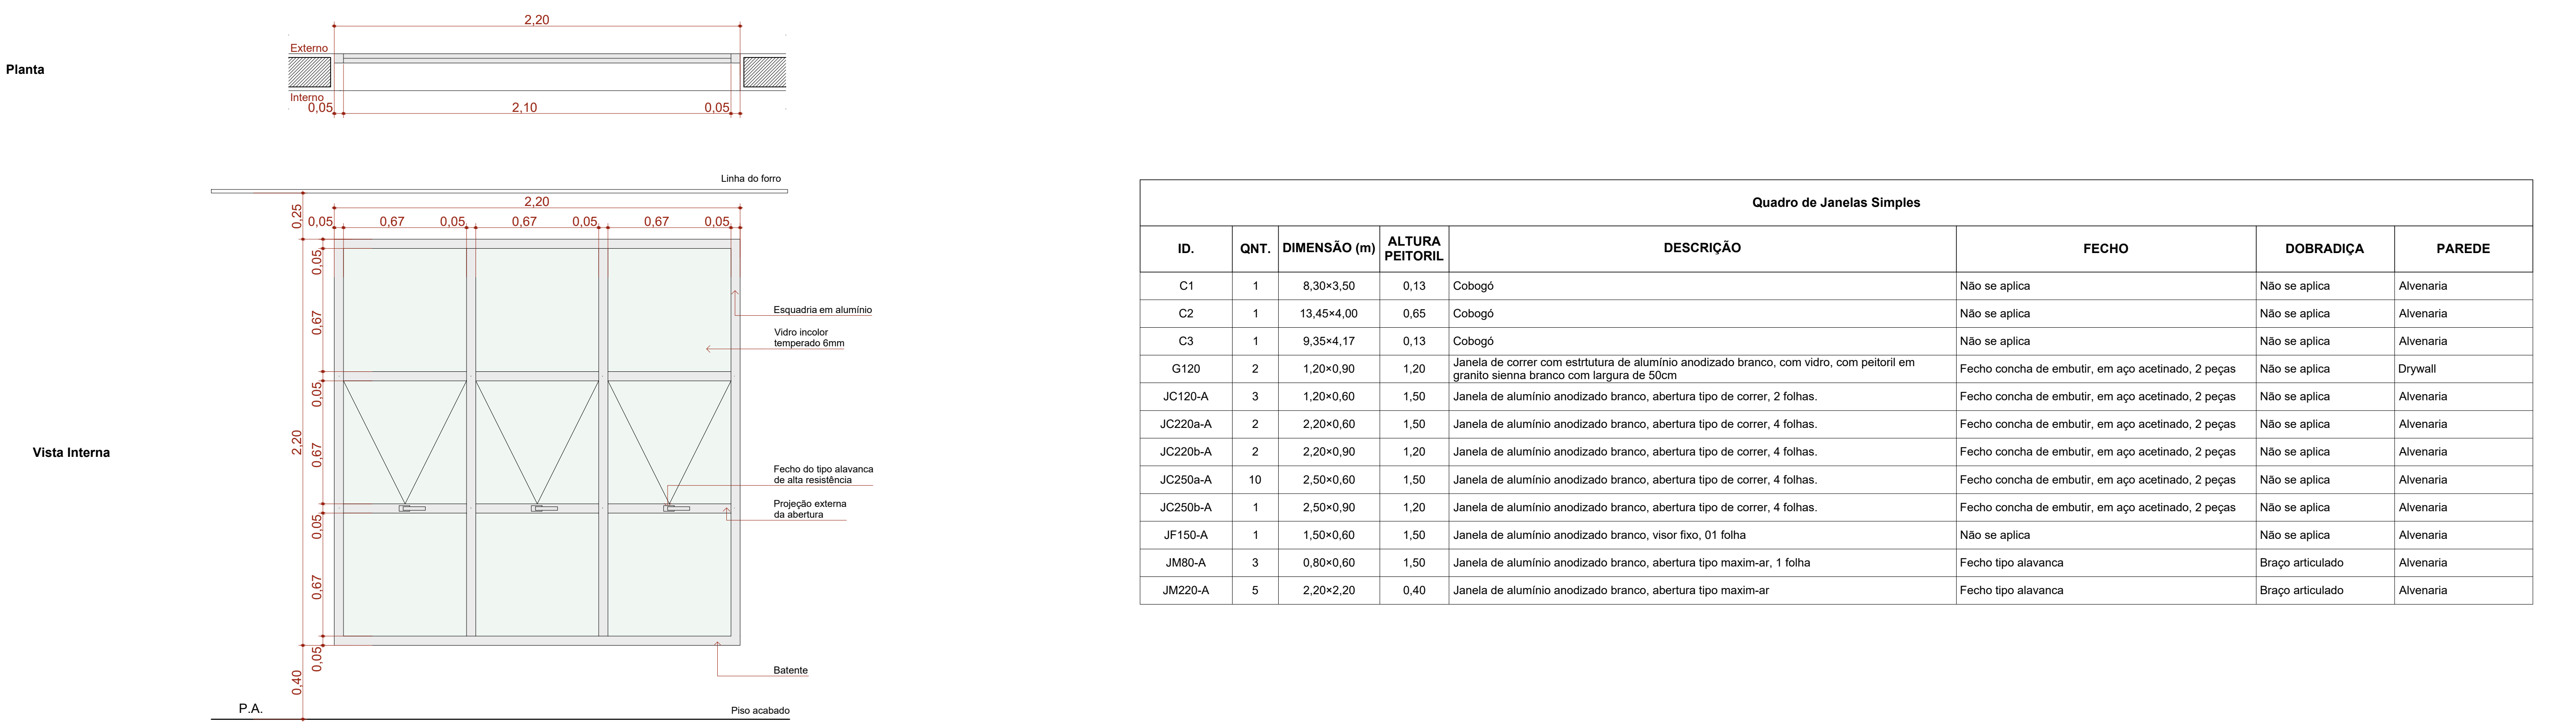 Planta
2,20
Externo
Interno
0,05
2,10
0,05
Vista Interna
Linha do forro
0,25
2,20
0,05
0,67
0,05
0,67
0,05
0,67
0,05
0,05
0,67
0,05
0,67
0,05
0,67
0,05
2,20
0,40
Esquadria em alumínio
Vidro incolor
temperado 6mm
Fecho do tipo alavanca
de alta resistência
Projeção externa
da abertura
Batente
P.A.
Piso acabado
Quadro de Janelas Simples
ID. QNT. DIMENSÃO (m) ALTURA PEITORIL DESCRIÇÃO FECHO DOBRADIÇA PAREDE
C1 1 8,30×3,50 0,13 Cobogó Não se aplica Não se aplica Alvenaria
C2 1 13,45×4,00 0,65 Cobogó Não se aplica Não se aplica Alvenaria
C3 1 9,35×4,17 0,13 Cobogó Não se aplica Não se aplica Alvenaria
G120 2 1,20×0,90 1,20 Janela de correr com estrtutura de alumínio anodizado branco, com vidro, com peitoril em granito sienna branco com largura de 50cm Fecho concha de embutir, em aço acetinado, 2 peças Não se aplica Drywall
JC120-A 3 1,20×0,60 1,50 Janela de alumínio anodizado branco, abertura tipo de correr, 2 folhas. Fecho concha de embutir, em aço acetinado, 2 peças Não se aplica Alvenaria
JC220a-A 2 2,20×0,60 1,50 Janela de alumínio anodizado branco, abertura tipo de correr, 4 folhas. Fecho concha de embutir, em aço acetinado, 2 peças Não se aplica Alvenaria
JC220b-A 2 2,20×0,90 1,20 Janela de alumínio anodizado branco, abertura tipo de correr, 4 folhas. Fecho concha de embutir, em aço acetinado, 2 peças Não se aplica Alvenaria
JC250a-A 10 2,50×0,60 1,50 Janela de alumínio anodizado branco, abertura tipo de correr, 4 folhas. Fecho concha de embutir, em aço acetinado, 2 peças Não se aplica Alvenaria
JC250b-A 1 2,50×0,90 1,20 Janela de alumínio anodizado branco, abertura tipo de correr, 4 folhas. Fecho concha de embutir, em aço acetinado, 2 peças Não se aplica Alvenaria
JF150-A 1 1,50×0,60 1,50 Janela de alumínio anodizado branco, visor fixo, 01 folha Não se aplica Não se aplica Alvenaria
JM80-A 3 0,80×0,60 1,50 Janela de alumínio anodizado branco, abertura tipo maxim-ar, 1 folha Fecho tipo alavanca Braço articulado Alvenaria
JM220-A 5 2,20×2,20 0,40 Janela de alumínio anodizado branco, abertura tipo maxim-ar Fecho tipo alavanca Braço articulado Alvenaria